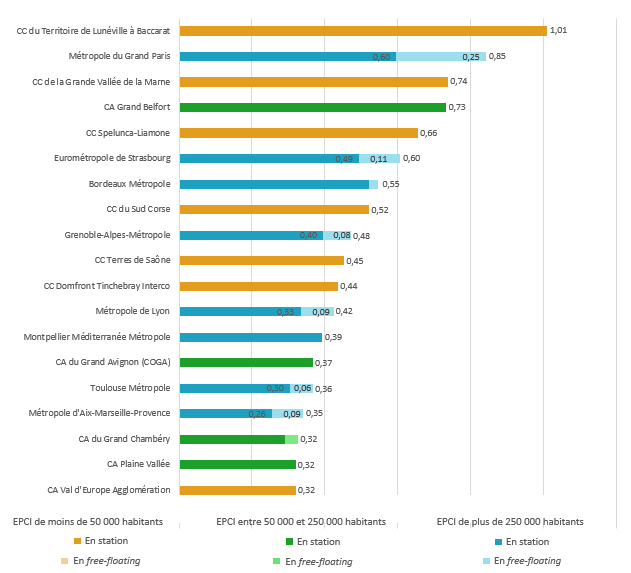 CC du Territoire de Lunéville à Baccarat 1,01
Métropole du Grand Paris 0,60 0,25 0,85
CC de la Grande Vallée de la Marne 0,74
CA Grand Belfort 0,73
CC Spelunca-Liamone 0,66
Eurométropole de Strasbourg 0,49 0,11 0,60
Bordeaux Métropole 0,55
CC du Sud Corse 0,52
Grenoble-Alpes-Métropole 0,40 0,08 0,48
CC Terres de Saône 0,45
CC Domfront Tinchebray Interco 0,44
Métropole de Lyon 0,33 0,09 0,42
Montpellier Méditerranée Métropole 0,39
CA du Grand Avignon (COGA) 0,37
Toulouse Métropole 0,30 0,06 0,36
Métropole d'Aix-Marseille-Provence 0,26 0,09 0,35
CA du Grand Chambéry 0,32
CA Plaine Vallée 0,32
CA Val d'Europe Agglomération 0,32
EPCI de moins de 50 000 habitants EPCI entre 50 000 et 250 000 habitants EPCI de plus de 250 000 habitants
En station En station En station
En free-floating En free-floating En free-floating